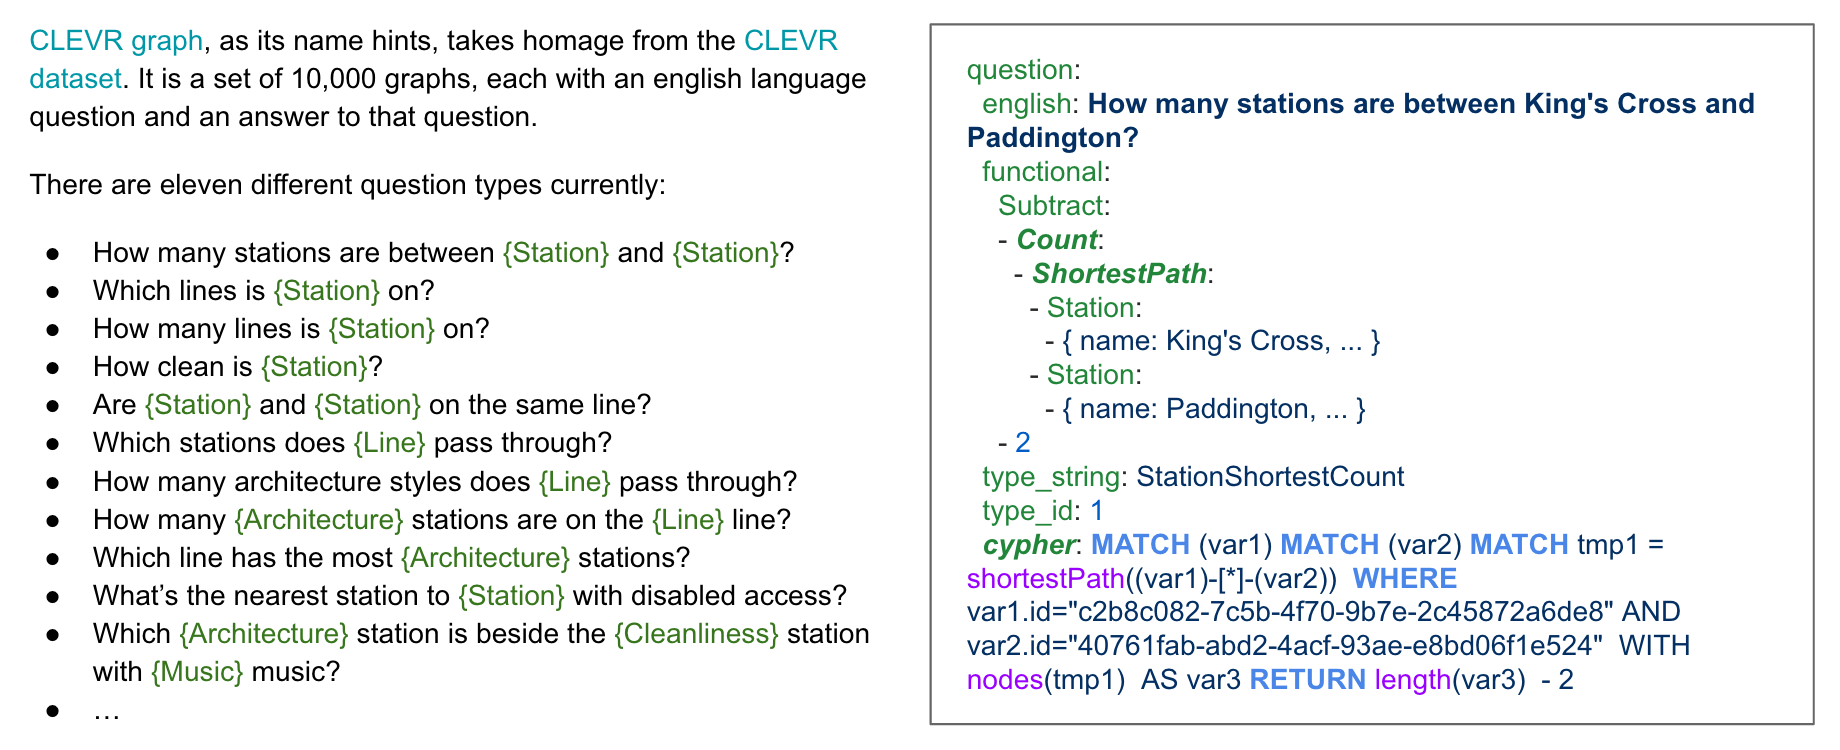 CLEVR graph, as its name hints, takes homage from the CLEVR
dataset. It is a set of 10,000 graphs, each with an english language
question and an answer to that question.
There are eleven different question types currently:
● How many stations are between {Station} and {Station}?
● Which lines is {Station} on?
● How many lines is {Station} on?
● How clean is {Station}?
● Are {Station} and {Station} on the same line?
● Which stations does {Line} pass through?
● How many architecture styles does {Line} pass through?
● How many {Architecture} stations are on the {Line} line?
● Which line has the most {Architecture} stations?
● What’s the nearest station to {Station} with disabled access?
● Which {Architecture} station is beside the {Cleanliness} station
with {Music} music?
● …
question:
english: How many stations are between King's Cross and
Paddington?
functional:
Subtract:
- Count:
- ShortestPath:
- Station:
- { name: King's Cross, ... }
- Station:
- { name: Paddington, ... }
- 2
type_string: StationShortestCount
type_id: 1
cypher: MATCH (var1) MATCH (var2) MATCH tmp1 =
shortestPath((var1)-[*]-(var2))  WHERE
var1.id="c2b8c082-7c5b-4f70-9b7e-2c45872a6de8" AND
var2.id="40761fab-abd2-4acf-93ae-e8bd06f1e524"  WITH
nodes(tmp1)  AS var3 RETURN length(var3)  - 2